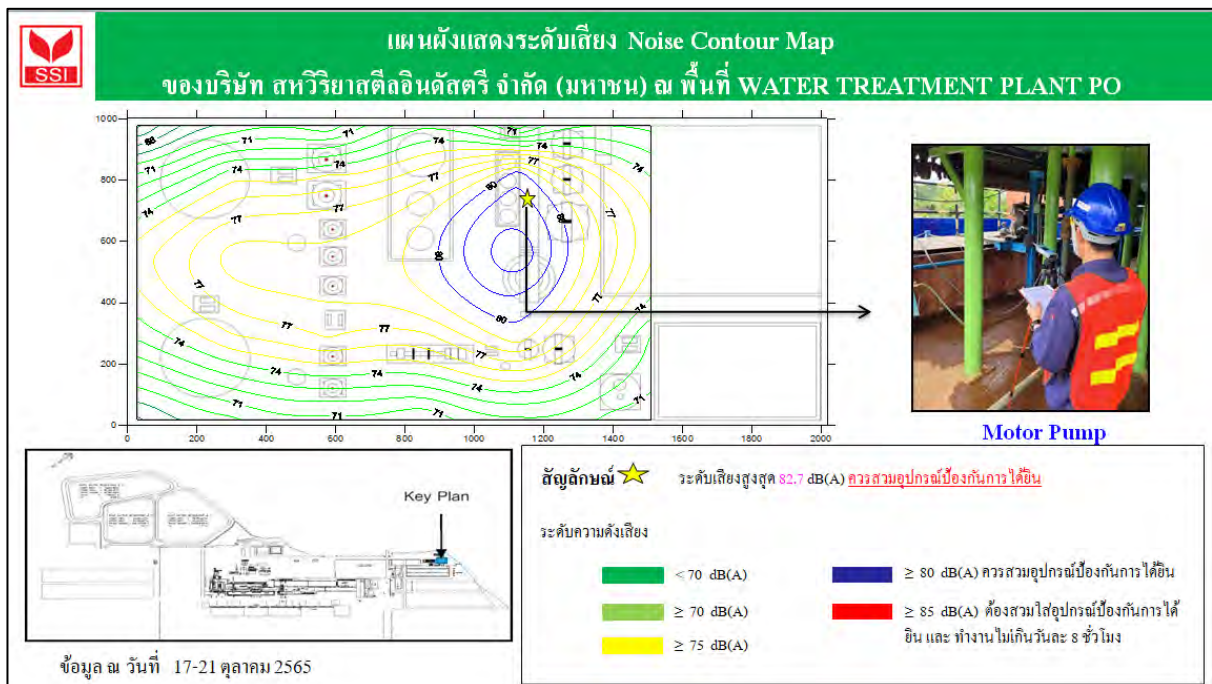 SSI
แผนผังแสดงระดับเสียง Noise Contour Map
ของบริษัท สหวิริยาสตีลอินดัสตรี จำกัด (มหาชน) ณ พื้นที่ WATER TREATMENT PLANT PO
1000
800
600
400
200
0
0 200 400 600 800 1000 1200 1400 1600 1800 2000
68 71 74 77 80
Motor Pump
Key Plan
ข้อมูล ณ วันที่ 17-21 ตุลาคม 2565
สัญลักษณ์ ระดับเสียงสูงสุด 82.7 dB(A) ควรสวมอุปกรณ์ป้องกันการได้ยิน
ระดับความดังเสียง
< 70 dB(A)
≥ 70 dB(A)
≥ 75 dB(A)
≥ 80 dB(A) ควรสวมอุปกรณ์ป้องกันการได้ยิน
≥ 85 dB(A) ต้องสวมใส่อุปกรณ์ป้องกันการได้
ยิน และ ทำงานไม่เกินวันละ 8 ชั่วโมง